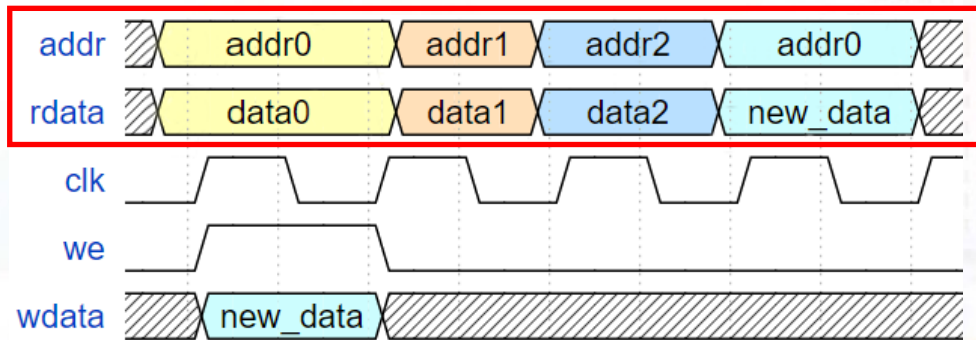 addr addr0 addr1 addr2 addr0
rdata data0 data1 data2 new_data
clk
we
wdata new_data